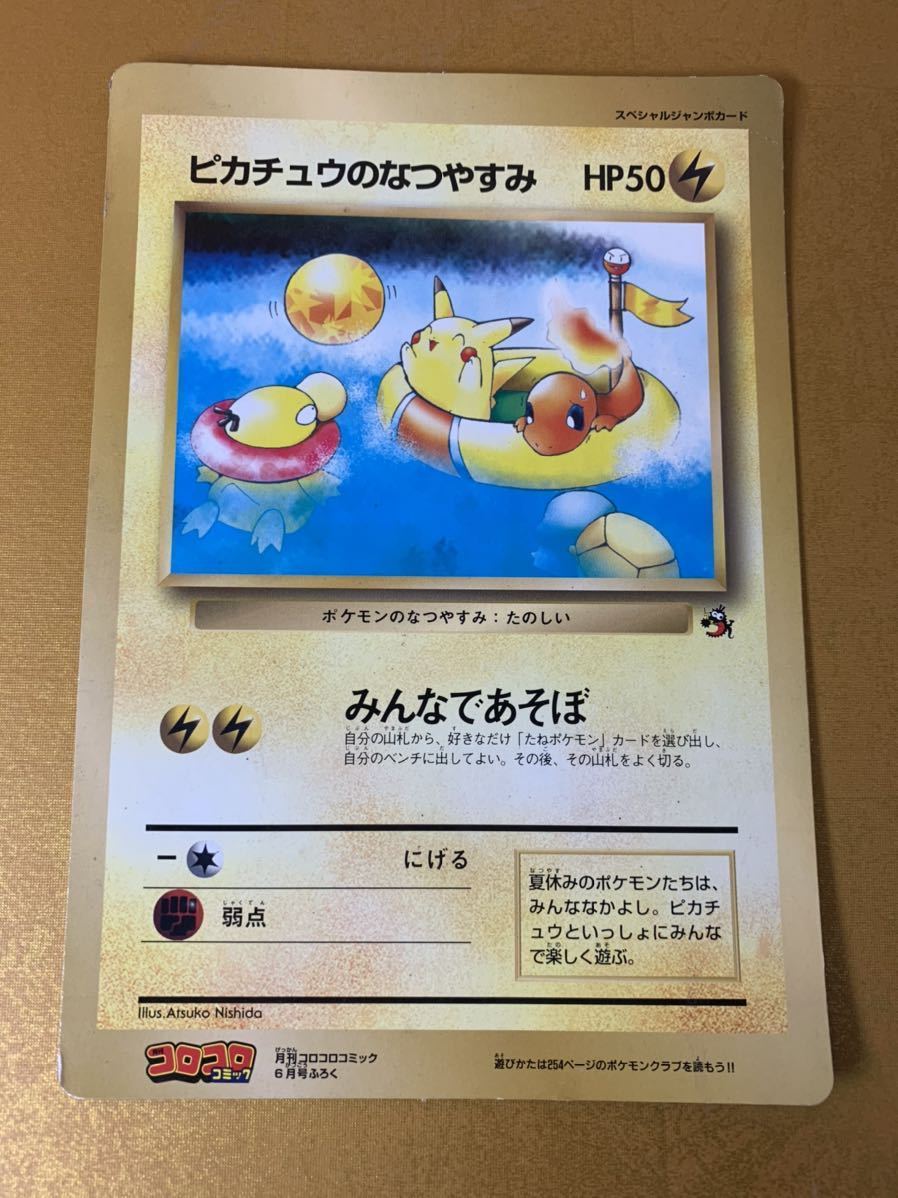 スペシャルジャンボカード
ピカチュウのなつやすみ HP50
ポケモンのなつやすみ：たのしい
みんなであそぼ
自分の山札から、好きなだけ「たねポケモン」カードを選び出し、
自分のベンチに出してよい。その後、その山札をよく切る。
− にげる
弱点
夏休みのポケモンたちは、
みんななかよし。ピカチ
ュウといっしょにみんな
で楽しく遊ぶ。
Illus.Atsuko Nishida
月刊 コロコロ コミック
月刊コロコロコミック
6月号ふろく
遊びかたは254ページのポケモンクラブを読もう!!